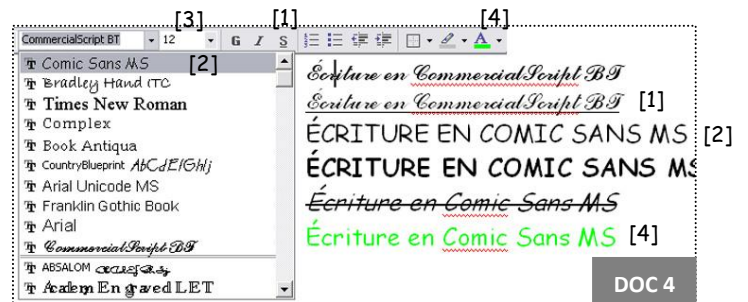 [3] [1] [4]
CommercialScript BT 12 G I S A
Comic Sans MS [2]
Bradley Hand ITC
Times New Roman
Complex
Book Antiqua
CountryBlueprint AbCdEfGhIj
Arial Unicode MS
Franklin Gothic Book
Arial
CommercialScript BT
ABSALOM
Academy Engraved LET
Écriture en CommercialScript BT
Écriture en CommercialScript BT [1]
ÉCRITURE EN COMIC SANS MS [2]
ÉCRITURE EN COMIC SANS MS
Écriture en Comic Sans MS
Écriture en Comic Sans MS [4]
DOC 4